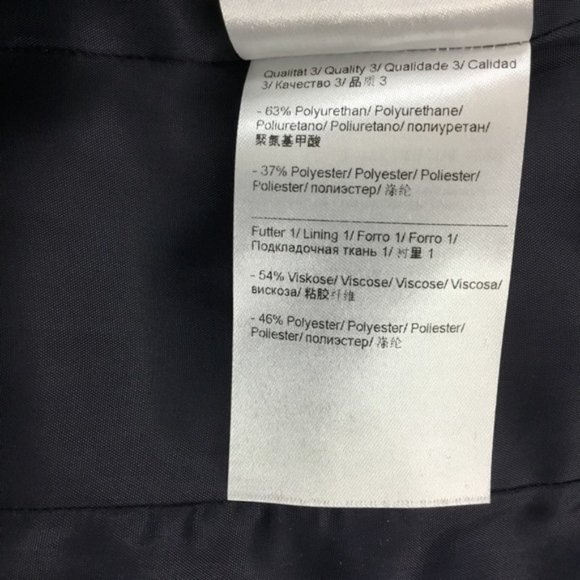 Qualität 3/ Quality 3/ Qualidade 3/ Calidad
3/ Качество 3/ 品质 3
- 63% Polyurethan/ Polyurethane/
Poliuretano/ Poliuretano/ полиуретан/
聚氨基甲酸
- 37% Polyester/ Polyester/ Poliester/
Poliester/ полиэстер/ 涤纶
Futter 1/ Lining 1/ Forro 1/ Forro 1/
Подкладочная ткань 1/ 衬里 1
- 54% Viskose/ Viscose/ Viscose/ Viscosa/
вискоза/ 粘胶纤维
- 46% Polyester/ Polyester/ Poliester/
Poliester/ полиэстер/ 涤纶